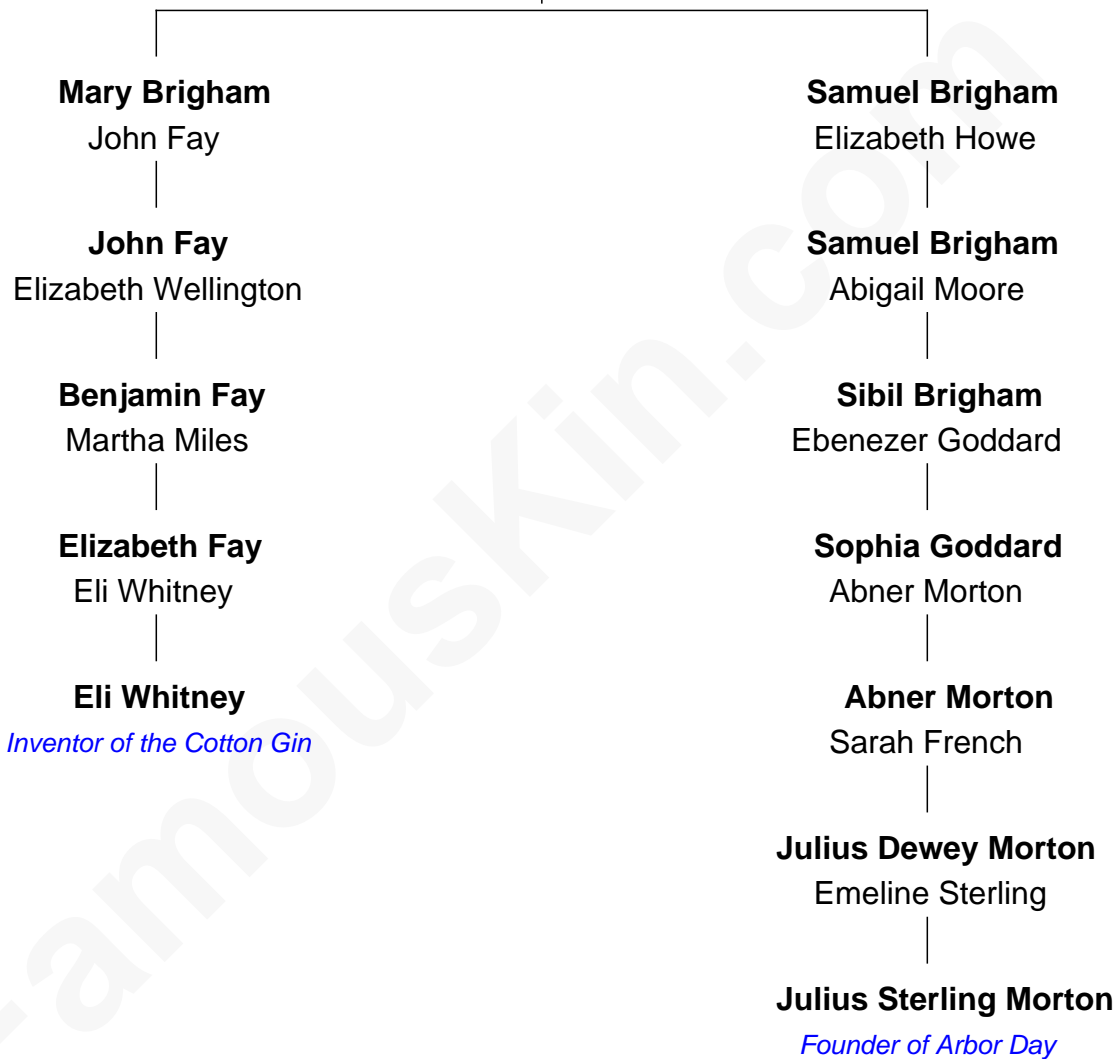 Mary Brigham
John Fay
John Fay
Elizabeth Wellington
Benjamin Fay
Martha Miles
Elizabeth Fay
Eli Whitney
Eli Whitney
Inventor of the Cotton Gin
Samuel Brigham
Elizabeth Howe
Samuel Brigham
Abigail Moore
Sibil Brigham
Ebenezer Goddard
Sophia Goddard
Abner Morton
Abner Morton
Sarah French
Julius Dewey Morton
Emeline Sterling
Julius Sterling Morton
Founder of Arbor Day
FamousKin.com